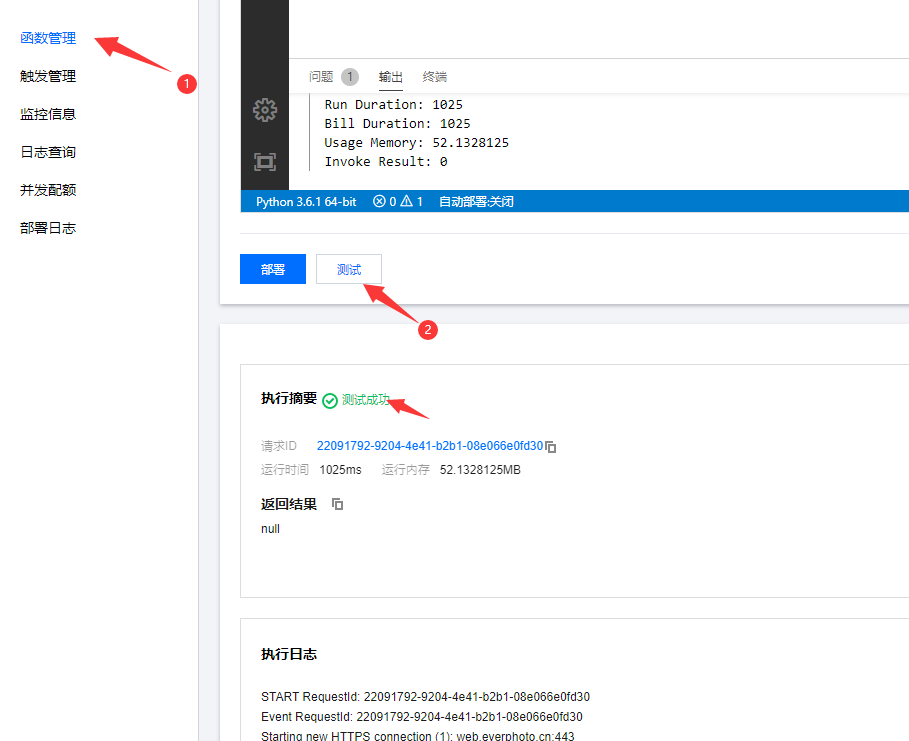 函数管理
触发管理
监控信息
日志查询
并发配额
部署日志
1
问题 1 输出 终端
Run Duration: 1025
Bill Duration: 1025
Usage Memory: 52.1328125
Invoke Result: 0
Python 3.6.1 64-bit 0 1 自动部署:关闭
部署 测试
2
执行摘要 测试成功
请求ID 22091792-9204-4e41-b2b1-08e066e0fd30
运行时间 1025ms 运行内存 52.1328125MB
返回结果
null
执行日志
START RequestId: 22091792-9204-4e41-b2b1-08e066e0fd30
Event RequestId: 22091792-9204-4e41-b2b1-08e066e0fd30
Starting new HTTPS connection (1): web.everphoto.cn:443